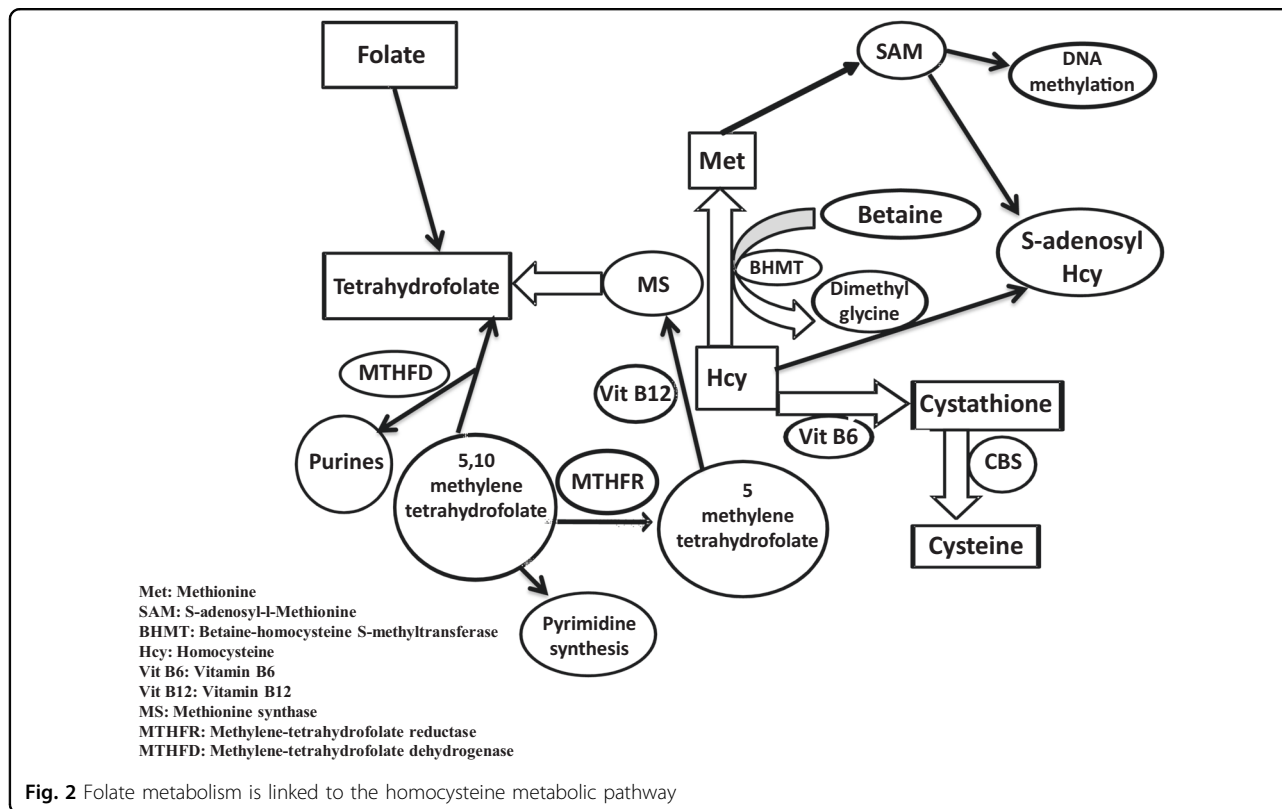 Folate
SAM
DNA
methylation
Met
Betaine
S-adenosyl
Hcy
BHMT
Tetrahydrofolate
MS
Dimethyl
glycine
MTHFD
Vit B12
Hcy
Cystathione
Vit B6
CBS
Purines
5,10
methylene
tetrahydrofolate
MTHFR
5
methylene
tetrahydrofolate
Cysteine
Pyrimidine
synthesis
Met: Methionine
SAM: S-adenosyl-l-Methionine
BHMT: Betaine-homocysteine S-methyltransferase
Hcy: Homocysteine
Vit B6: Vitamin B6
Vit B12: Vitamin B12
MS: Methionine synthase
MTHFR: Methylene-tetrahydrofolate reductase
MTHFD: Methylene-tetrahydrofolate dehydrogenase
Fig. 2 Folate metabolism is linked to the homocysteine metabolic pathway